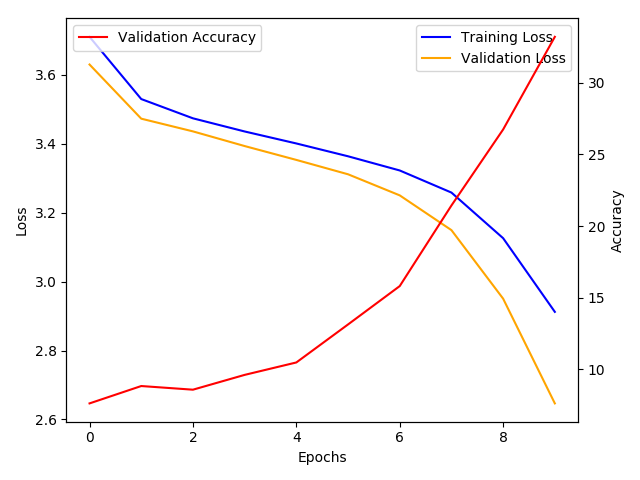 Validation Accuracy
Training Loss
Validation Loss
3.6
3.4
3.2
3.0
2.8
2.6
Loss
30
25
20
15
10
Accuracy
0
2
4
6
8
Epochs